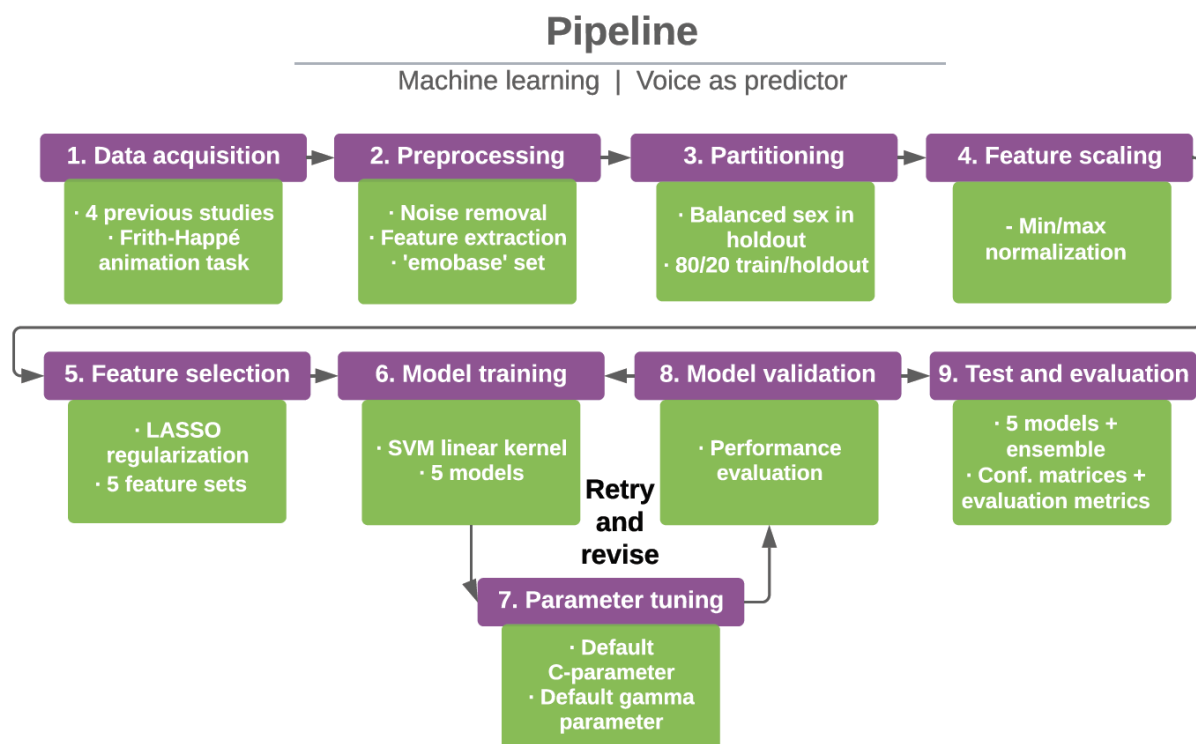 Pipeline
Machine learning | Voice as predictor
1. Data acquisition
· 4 previous studies
· Frith-Happé
animation task
2. Preprocessing
· Noise removal
· Feature extraction
· 'emobase' set
3. Partitioning
· Balanced sex in
holdout
· 80/20 train/holdout
4. Feature scaling
- Min/max
normalization
5. Feature selection
· LASSO
regularization
· 5 feature sets
6. Model training
· SVM linear kernel
· 5 models
Retry
and
revise
7. Parameter tuning
· Default
C-parameter
· Default gamma
parameter
8. Model validation
· Performance
evaluation
9. Test and evaluation
· 5 models +
ensemble
· Conf. matrices +
evaluation metrics